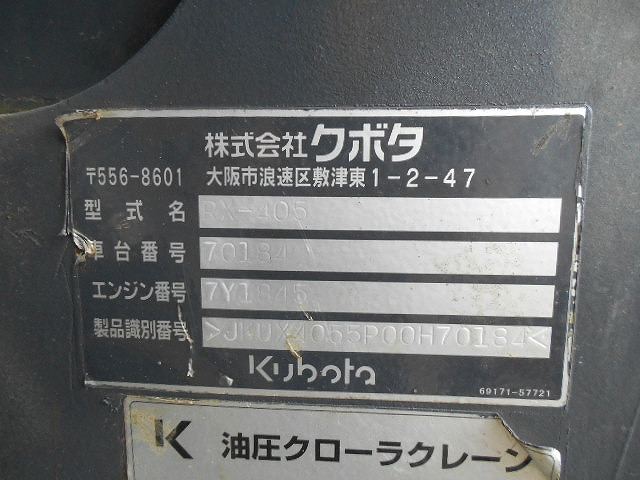 株式会社クボタ
〒556-8601 大阪市浪速区敷津東1-2-47
型式名 RX-405
車台番号 70184
エンジン番号 7Y1845
製品識別番号 >JKUX4055P00H70184<
Kubota
69171-57721
K 油圧クローラクレーン